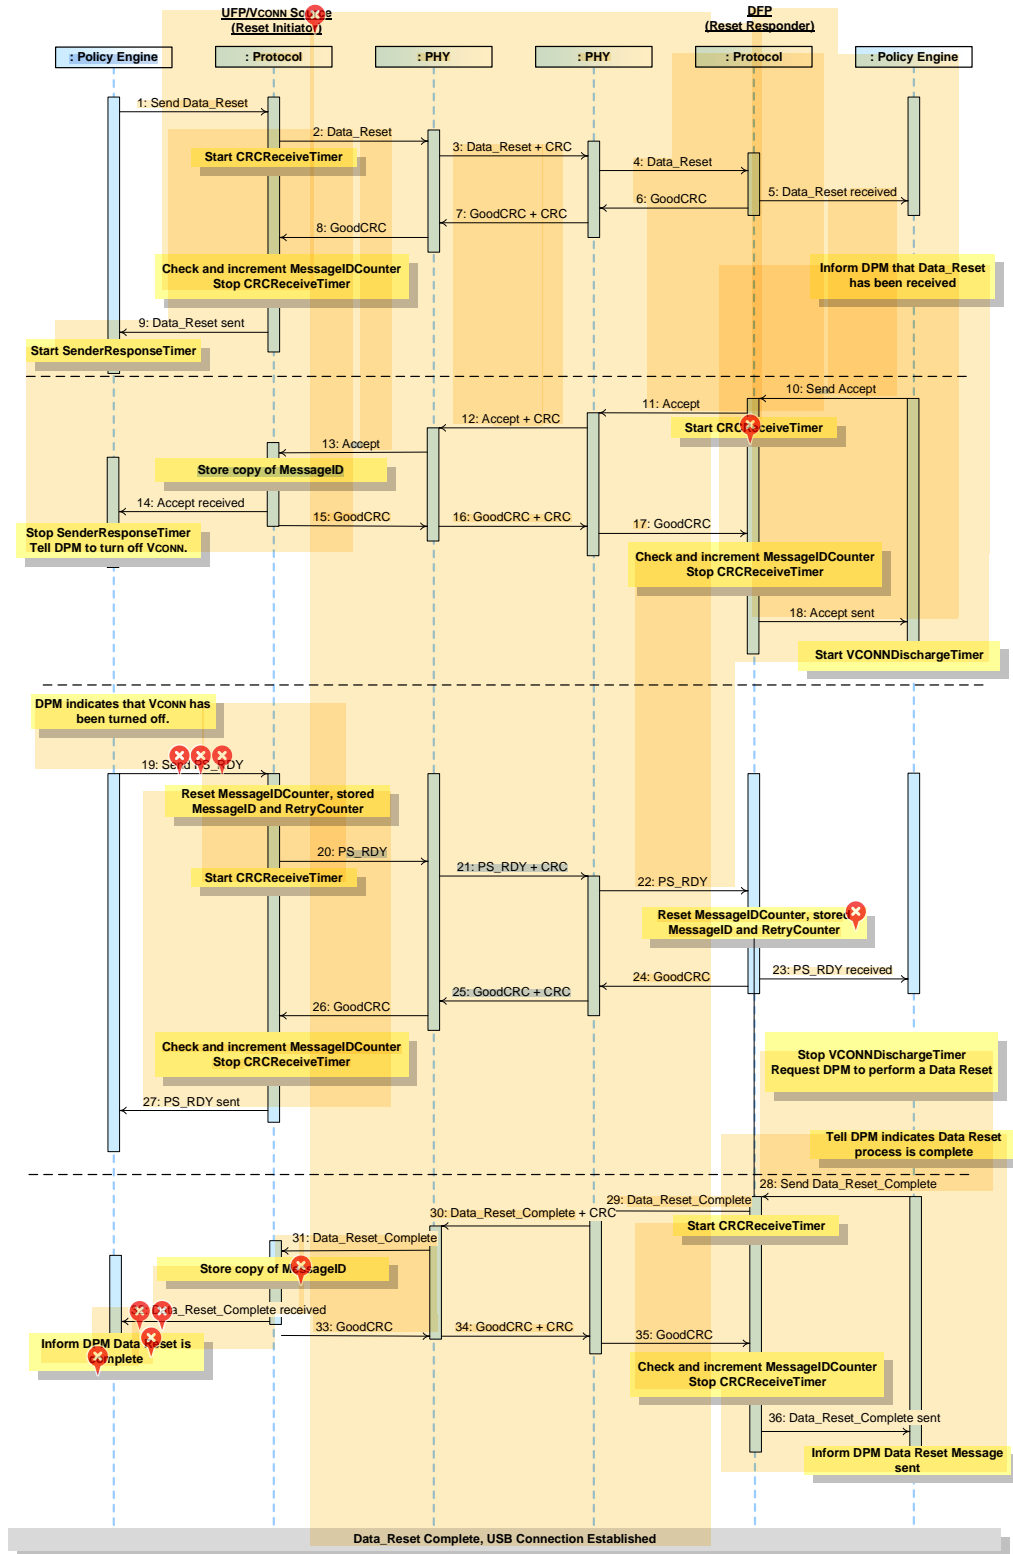 UFP/VCONN Source
(Reset Initiator)
DFP
(Reset Responder)
: Policy Engine
: Protocol
: PHY
: PHY
: Protocol
: Policy Engine
1: Send Data_Reset
2: Data_Reset
Start CRCReceiveTimer
3: Data_Reset + CRC
4: Data_Reset
5: Data_Reset received
6: GoodCRC
7: GoodCRC + CRC
8: GoodCRC
Check and increment MessageIDCounter
Stop CRCReceiveTimer
Inform DPM that Data_Reset
has been received
9: Data_Reset sent
Start SenderResponseTimer
10: Send Accept
11: Accept
Start CRCReceiveTimer
12: Accept + CRC
13: Accept
Store copy of MessageID
14: Accept received
15: GoodCRC
16: GoodCRC + CRC
17: GoodCRC
Stop SenderResponseTimer
Tell DPM to turn off VCONN.
Check and increment MessageIDCounter
Stop CRCReceiveTimer
18: Accept sent
Start VCONNDischargeTimer
DPM indicates that VCONN has
been turned off.
19: Send PS_RDY
Reset MessageIDCounter, stored
MessageID and RetryCounter
20: PS_RDY
Start CRCReceiveTimer
21: PS_RDY + CRC
22: PS_RDY
Reset MessageIDCounter, stored
MessageID and RetryCounter
23: PS_RDY received
24: GoodCRC
25: GoodCRC + CRC
26: GoodCRC
Check and increment MessageIDCounter
Stop CRCReceiveTimer
Stop VCONNDischargeTimer
Request DPM to perform a Data Reset
27: PS_RDY sent
Tell DPM indicates Data Reset
process is complete
28: Send Data_Reset_Complete
29: Data_Reset_Complete
Start CRCReceiveTimer
30: Data_Reset_Complete + CRC
31: Data_Reset_Complete
Store copy of MessageID
Data_Reset_Complete received
33: GoodCRC
34: GoodCRC + CRC
35: GoodCRC
Inform DPM Data Reset is
complete
Check and increment MessageIDCounter
Stop CRCReceiveTimer
36: Data_Reset_Complete sent
Inform DPM Data Reset Message
sent
Data_Reset Complete, USB Connection Established